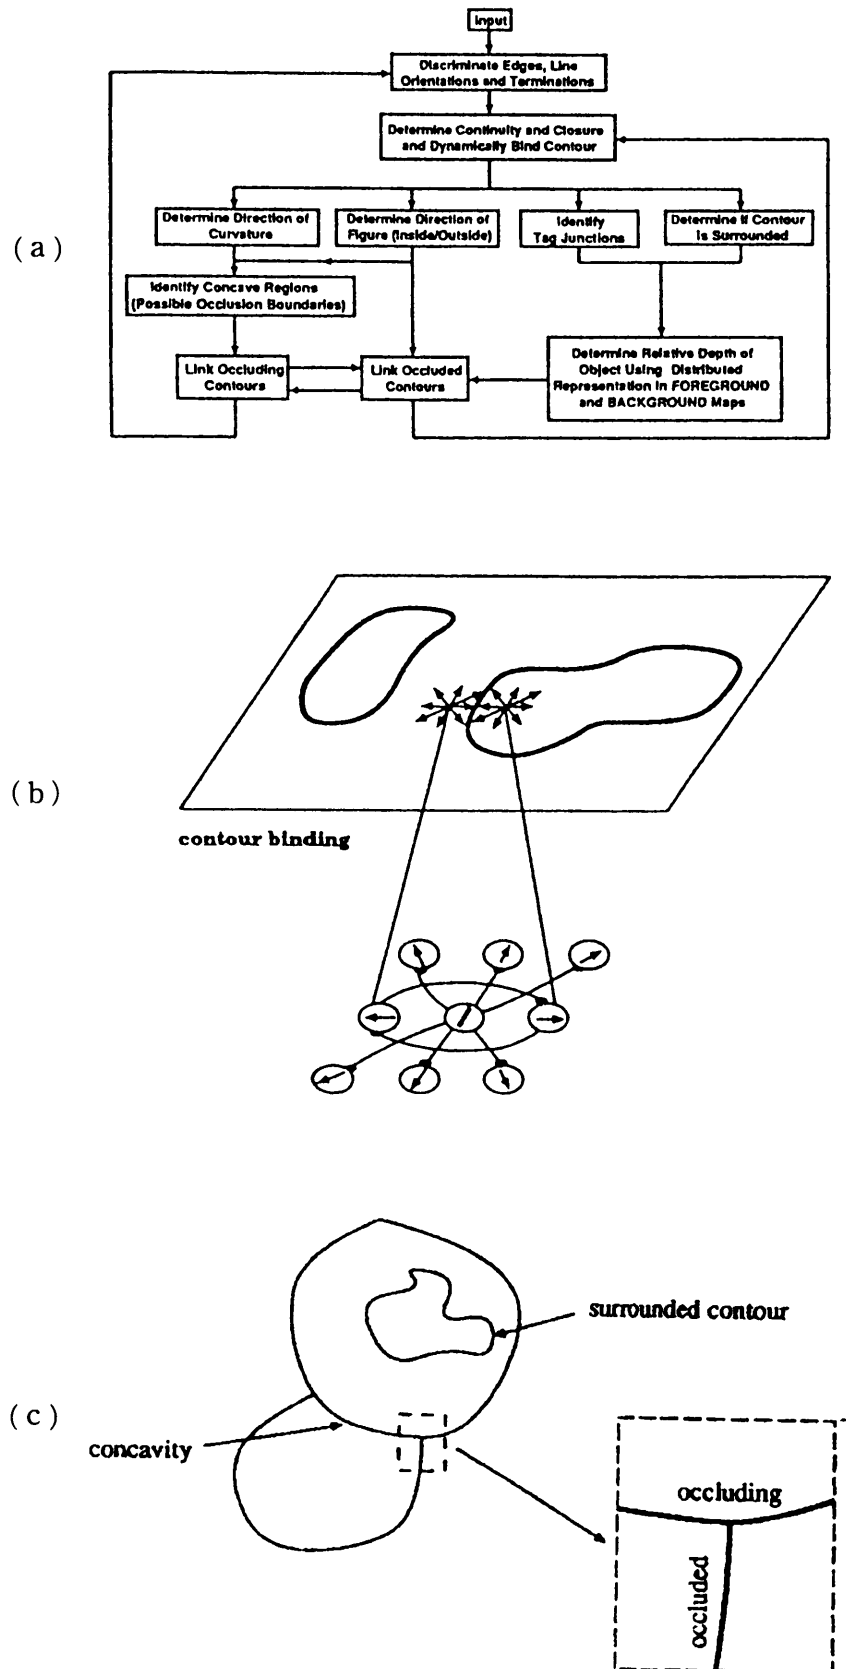 Input
Discriminate Edges, Line
Orientations and Terminations
Determine Continuity and Closure
and Dynamically Bind Contour
(a)
Determine Direction of
Curvature
Determine Direction of
Figure (Inside/Outside)
Identify
Tag Junctions
Determine If Contour
Is Surrounded
Identify Concave Regions
(Possible Occlusion Boundaries)
Link Occluding
Contours
Link Occluded
Contours
Determine Relative Depth of
Object Using Distributed
Representation in FOREGROUND
and BACKGROUND Maps
(b)
contour binding
(c)
surrounded contour
concavity
occluding
occluded